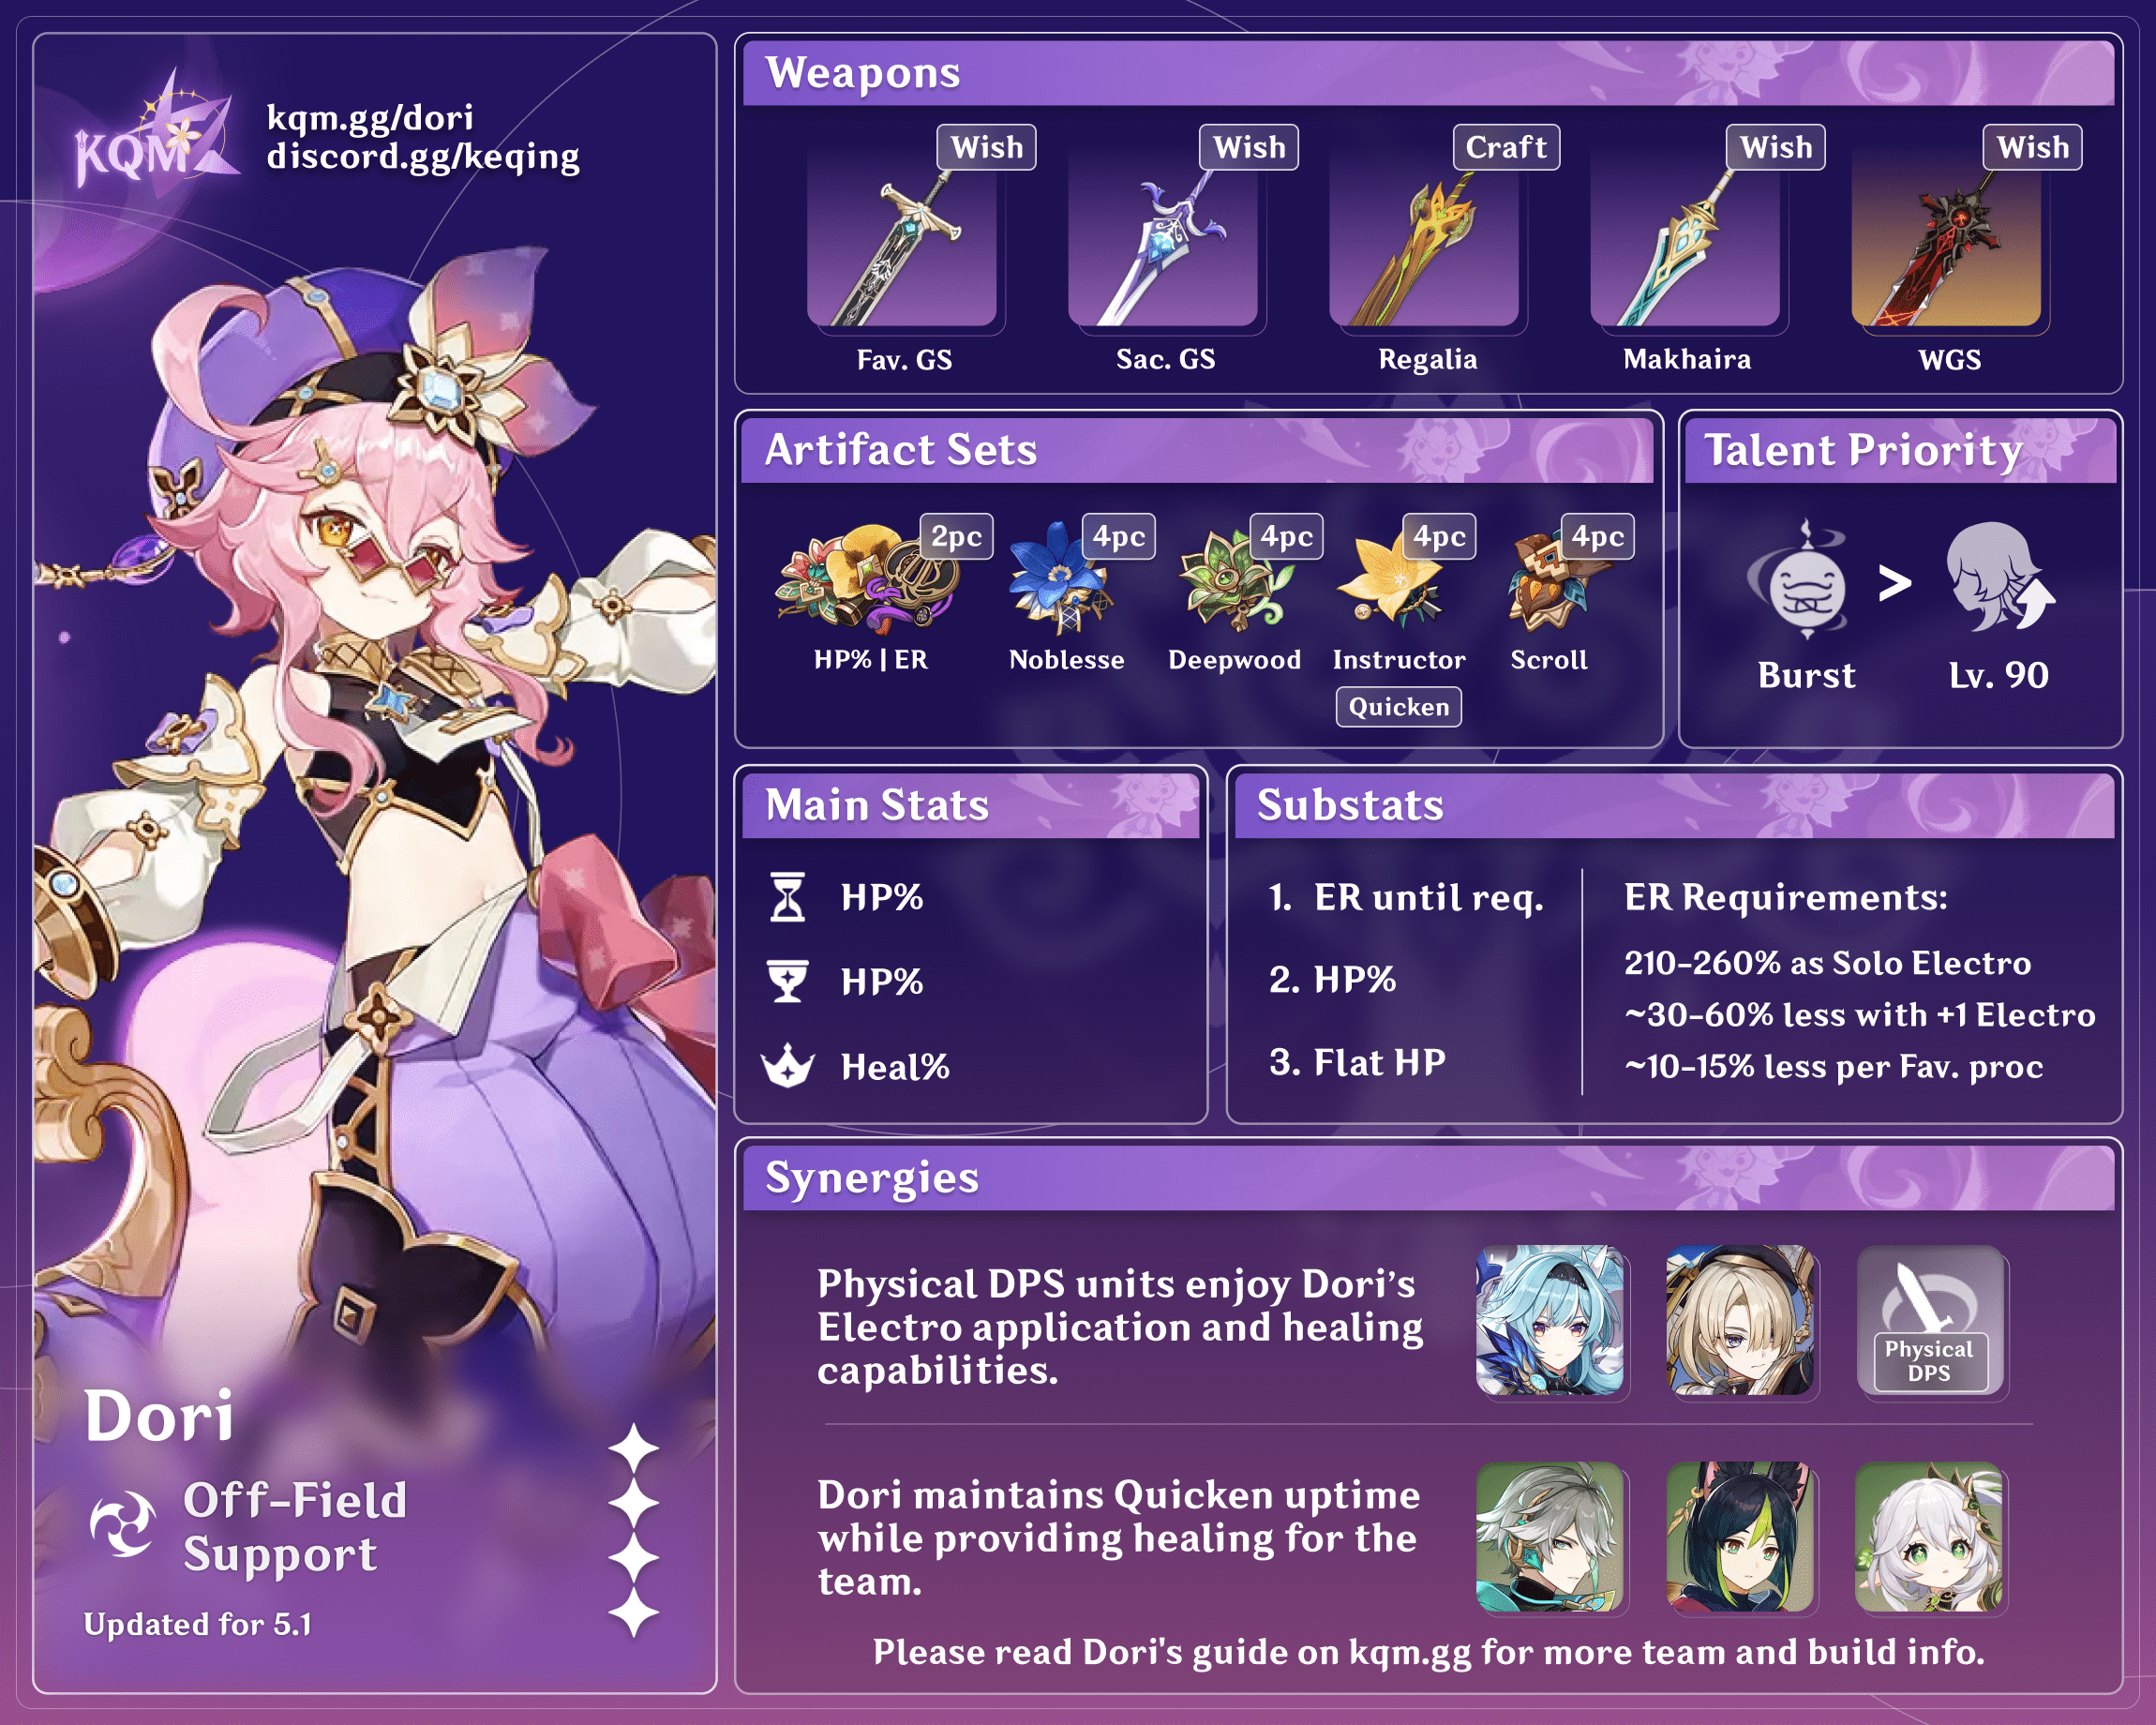 KQM
kqm.gg/dori
discord.gg/keqing
Dori
Off-Field
Support
Updated for 5.1
Weapons
Wish
Wish
Craft
Wish
Wish
Fav. GS
Sac. GS
Regalia
Makhaira
WGS
Artifact Sets
2pc
4pc
4pc
4pc
4pc
HP% | ER
Noblesse
Deepwood
Instructor
Scroll
Quicken
Talent Priority
>
Burst
Lv. 90
Main Stats
HP%
HP%
Heal%
Substats
1. ER until req.
2. HP%
3. Flat HP
ER Requirements:
210-260% as Solo Electro
~30-60% less with +1 Electro
~10-15% less per Fav. proc
Synergies
Physical DPS units enjoy Dori's
Electro application and healing
capabilities.
Physical
DPS
Dori maintains Quicken uptime
while providing healing for the
team.
Please read Dori's guide on kqm.gg for more team and build info.